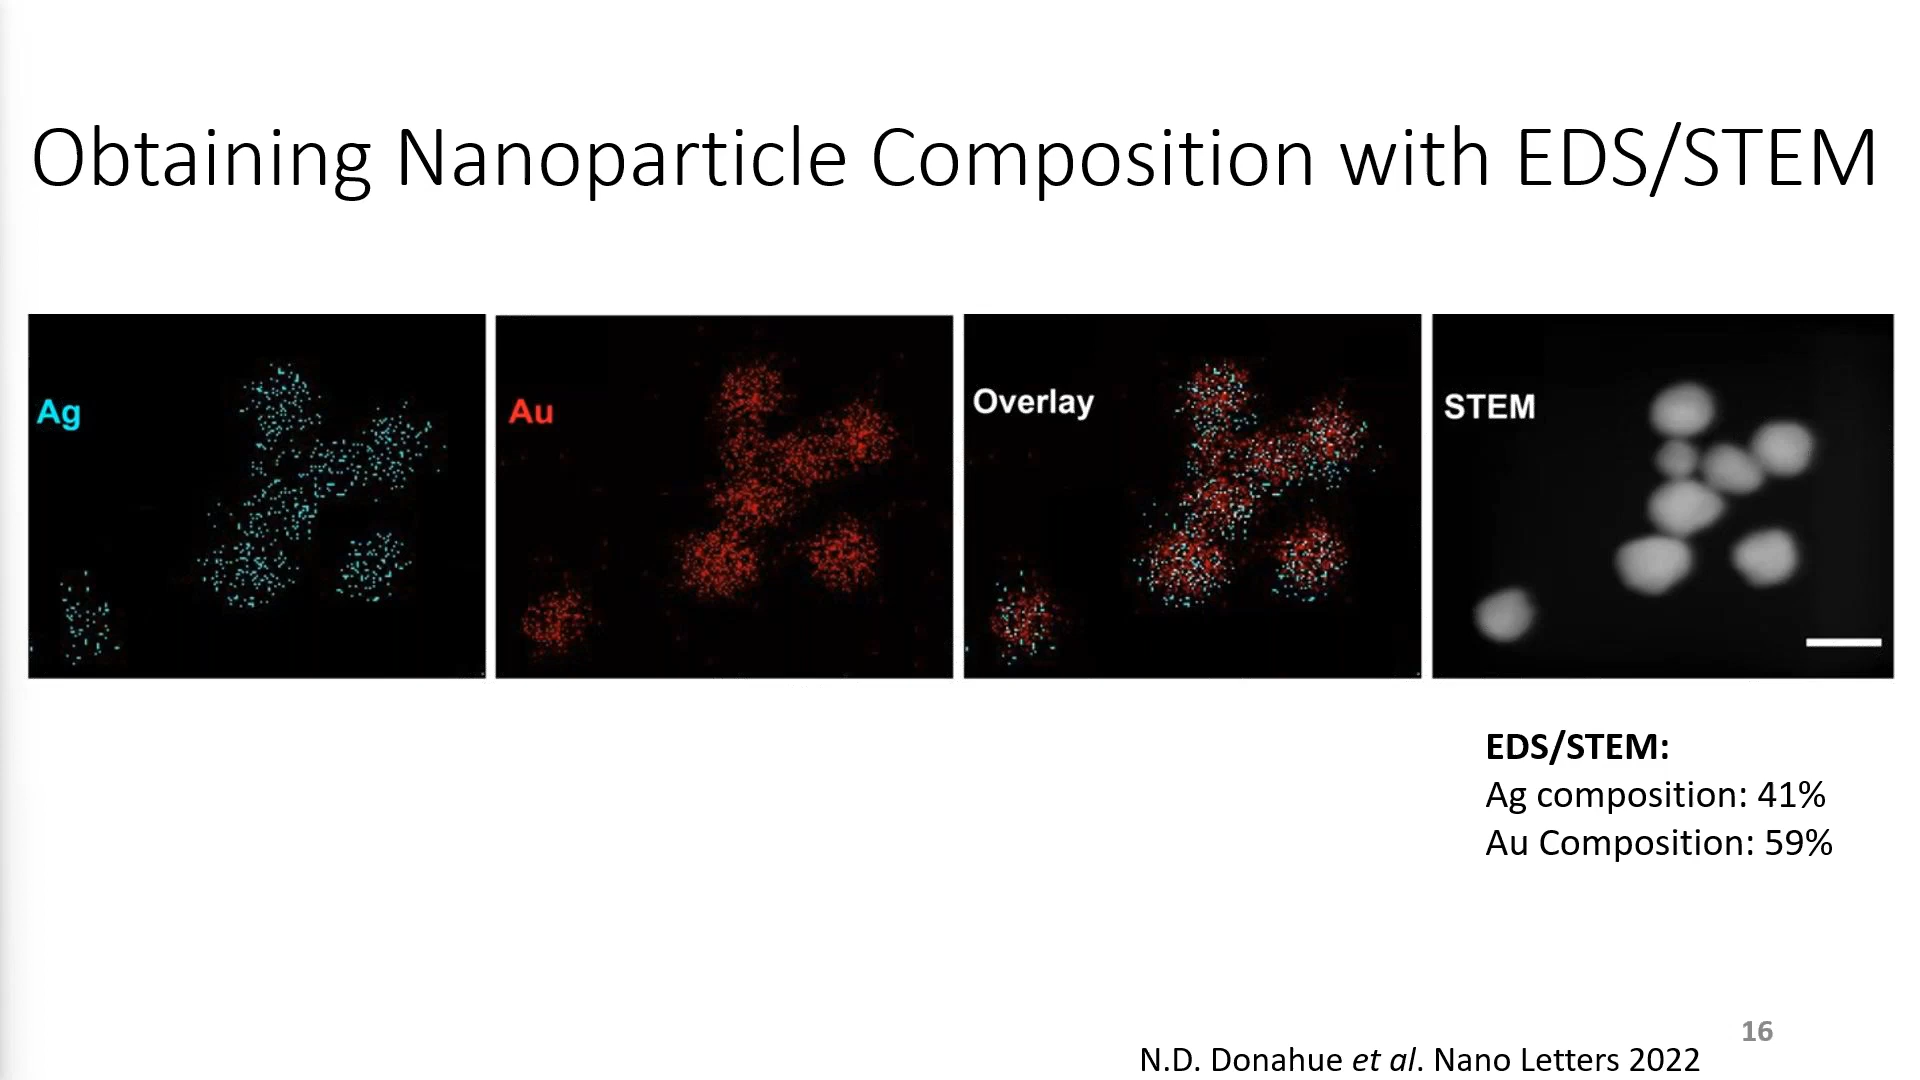 Obtaining Nanoparticle Composition with EDS/STEM
Ag
Au
Overlay
STEM
EDS/STEM:
Ag composition: 41%
Au Composition: 59%
16
N.D. Donahue et al. Nano Letters 2022